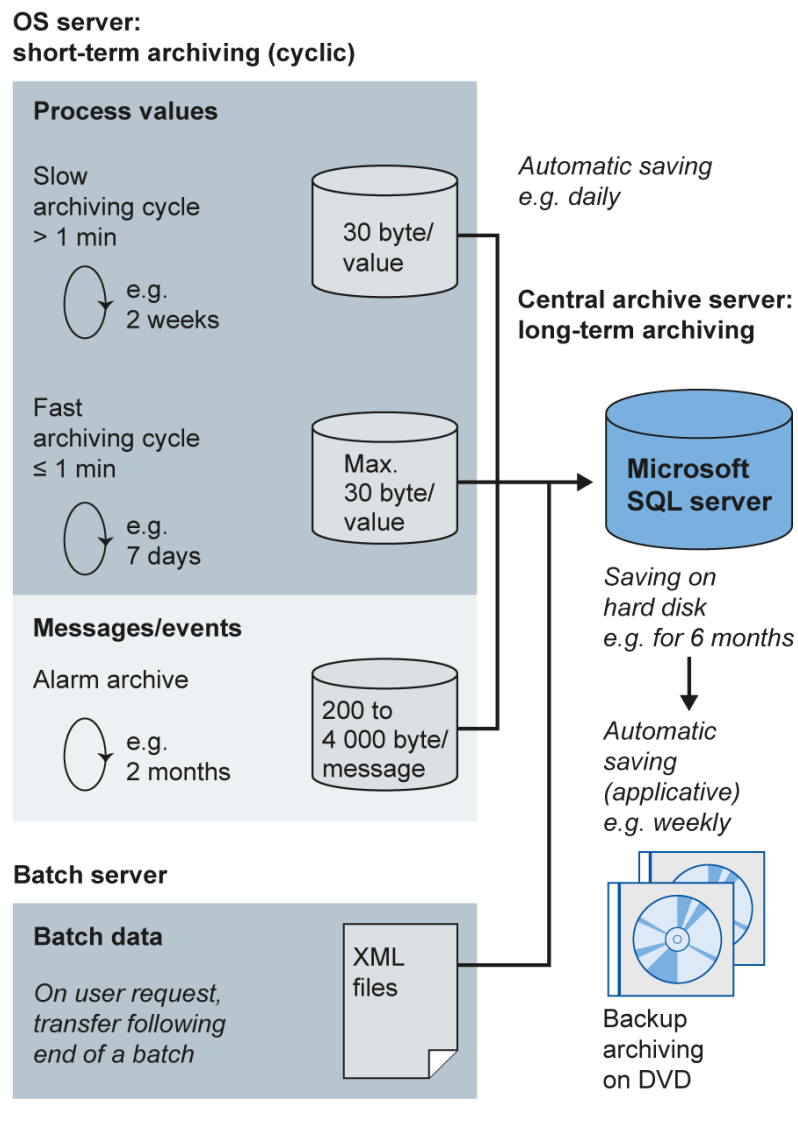 OS server:
short-term archiving (cyclic)
Process values
Slow
archiving cycle
> 1 min
e.g.
2 weeks
30 byte/
value
Automatic saving
e.g. daily
Fast
archiving cycle
≤ 1 min
e.g.
7 days
Max.
30 byte/
value
Messages/events
Alarm archive
e.g.
2 months
200 to
4 000 byte/
message
Central archive server:
long-term archiving
Microsoft
SQL server
Saving on
hard disk
e.g. for 6 months
Automatic
saving
(applicative)
e.g. weekly
Backup
archiving
on DVD
Batch server
Batch data
On user request,
transfer following
end of a batch
XML
files